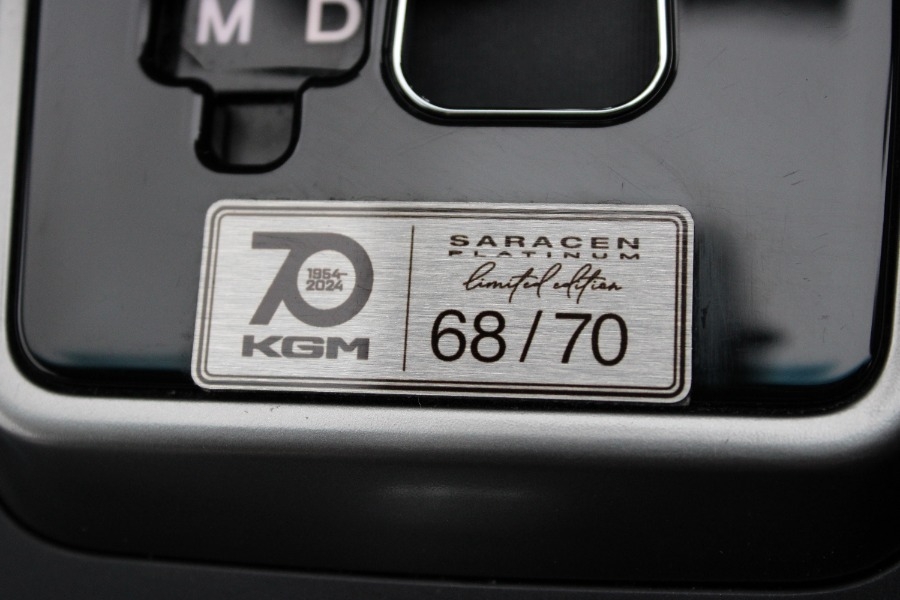 M D
70
1954-
2024
KGM
SARACEN
PLATINUM
limited edition
68/70